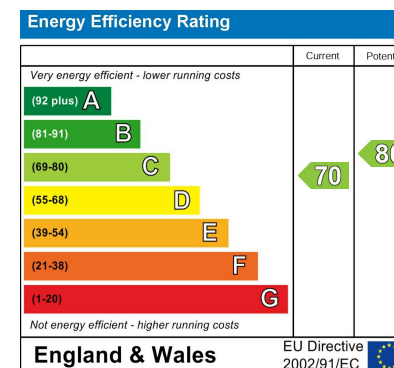 Energy Efficiency Rating
Current
Very energy efficient - lower running costs
(92 plus) A
(81-91) B
(69-80) C
(55-68) D
(39-54) E
(21-38) F
(1-20) G
70
Not energy efficient - higher running costs
England & Wales
EU Directive
2002/91/EC